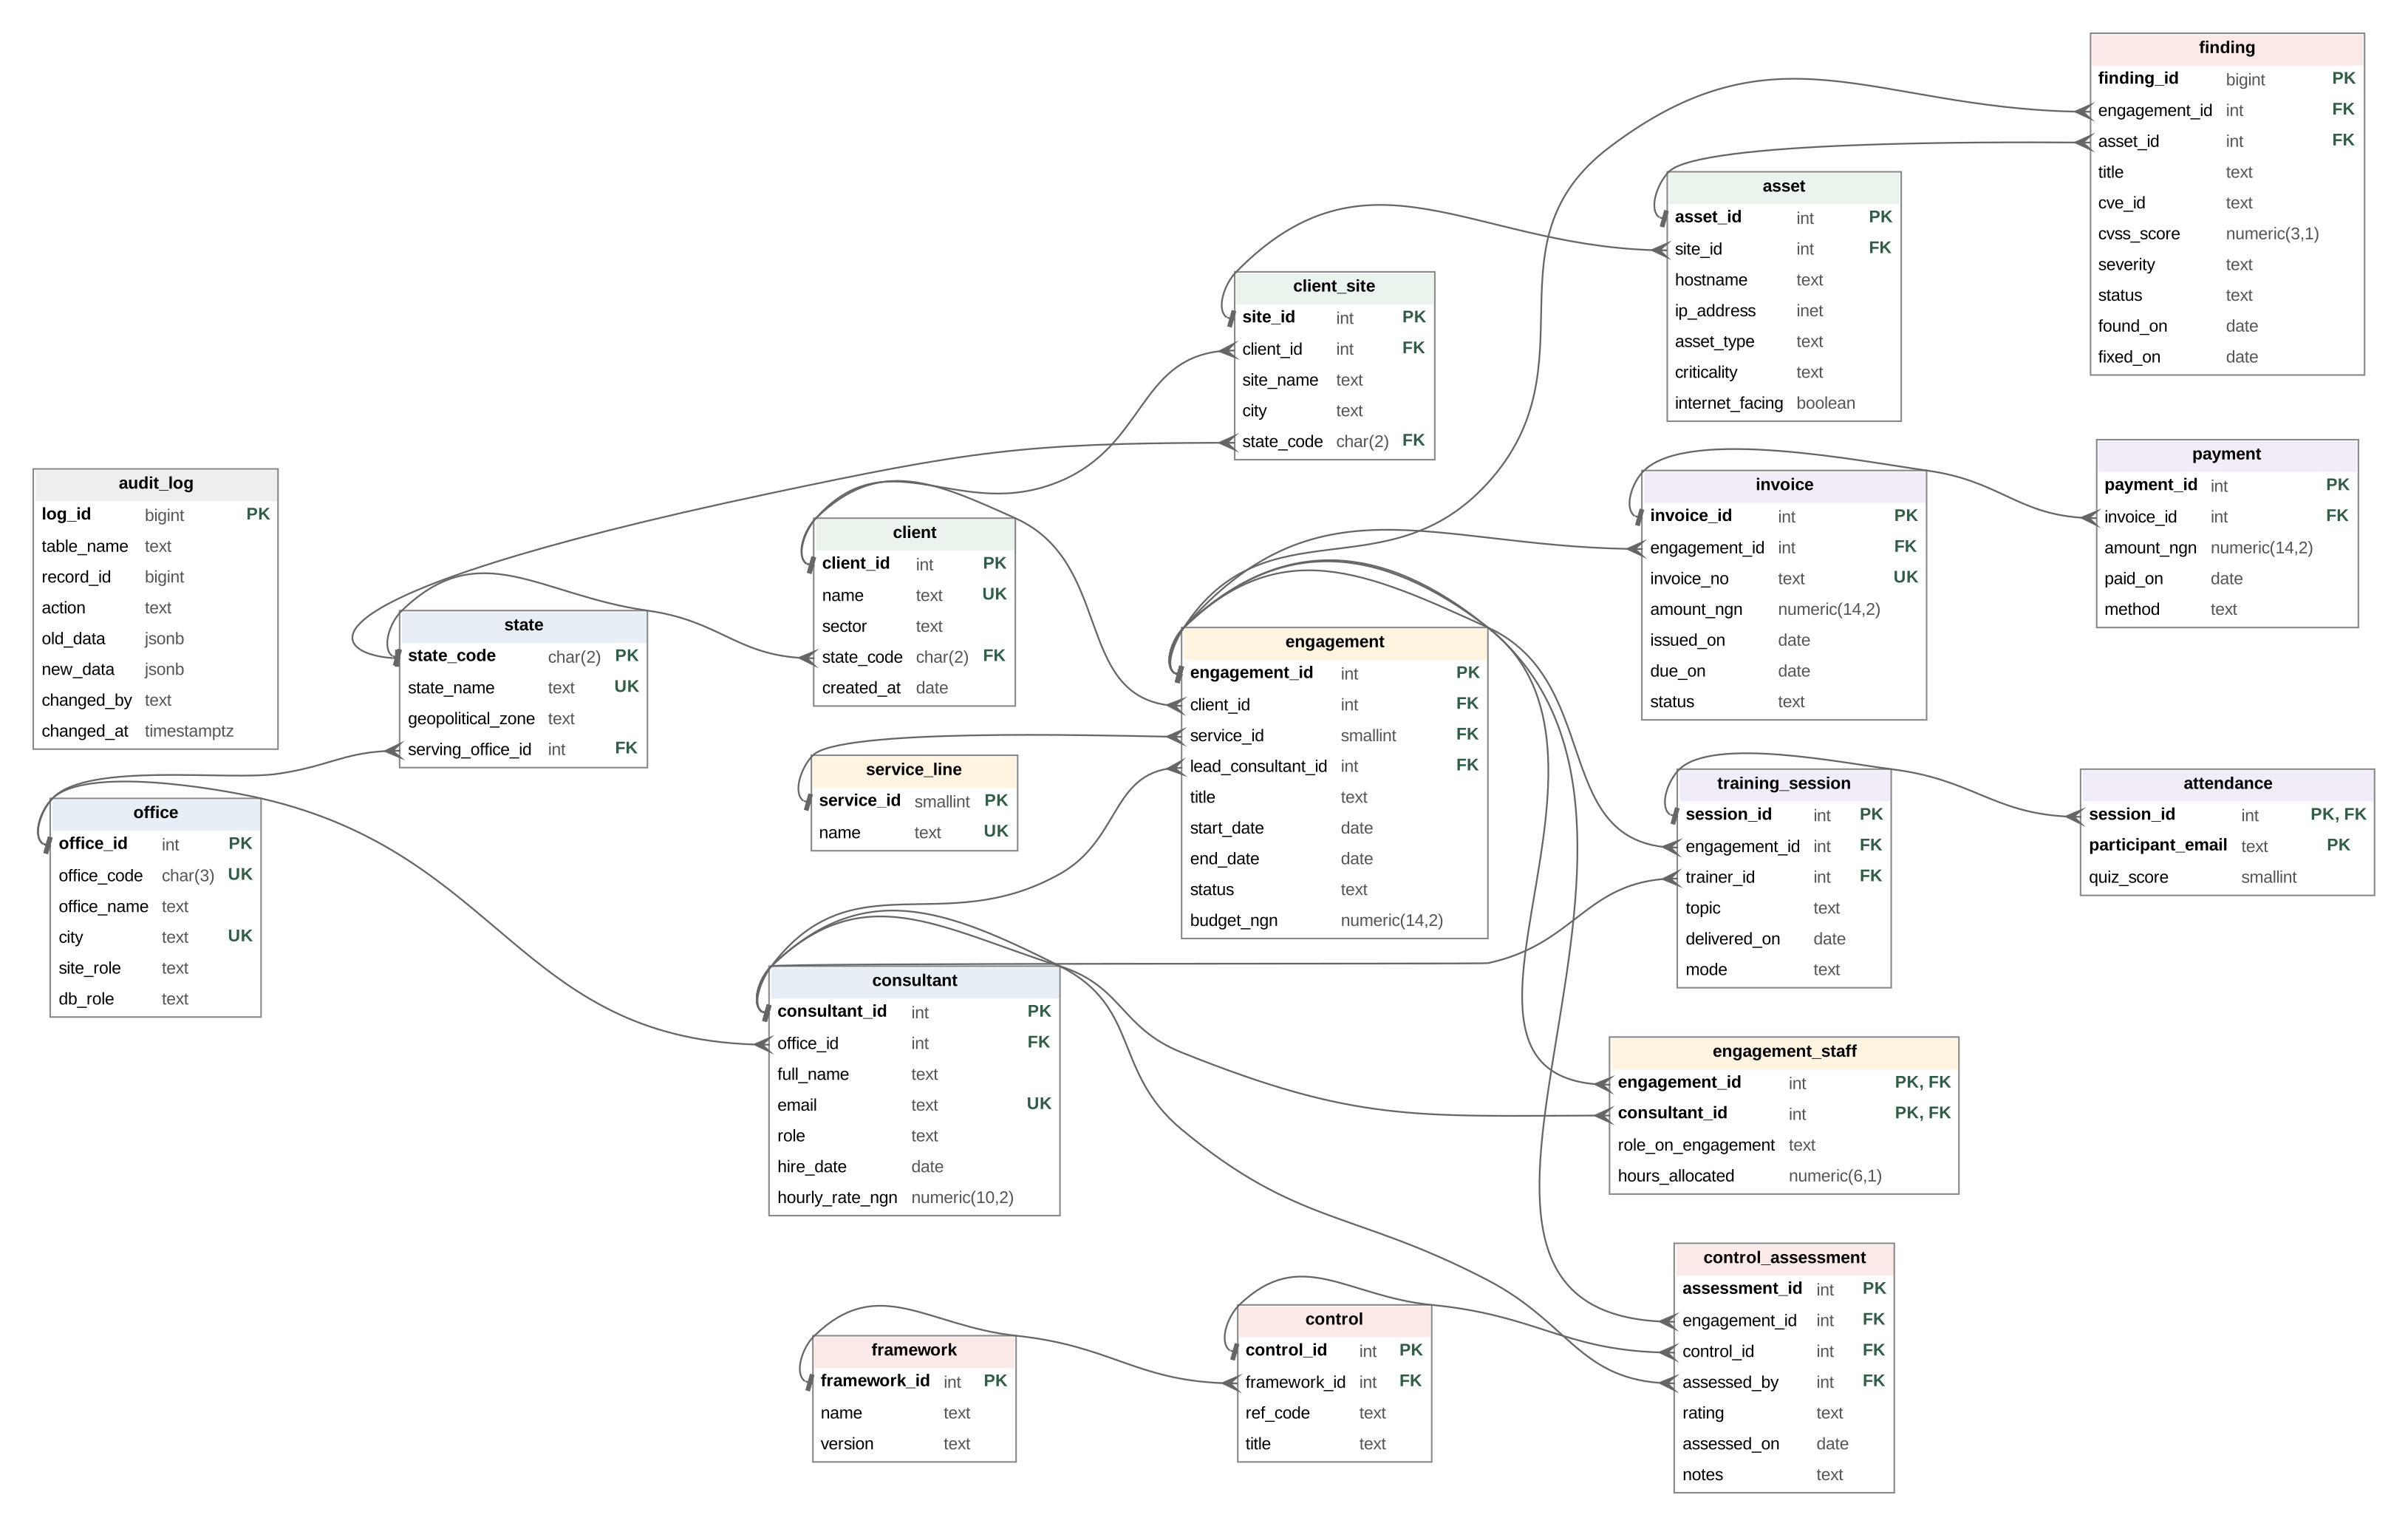 finding
finding_id bigint PK
engagement_id int FK
asset_id int FK
title text
cve_id text
cvss_score numeric(3,1)
severity text
status text
found_on date
fixed_on date
asset
asset_id int PK
site_id int FK
hostname text
ip_address inet
asset_type text
criticality text
internet_facing boolean
client_site
site_id int PK
client_id int FK
site_name text
city text
state_code char(2) FK
payment
payment_id int PK
invoice_id int FK
amount_ngn numeric(14,2)
paid_on date
method text
invoice
invoice_id int PK
engagement_id int FK
invoice_no text UK
amount_ngn numeric(14,2)
issued_on date
due_on date
status text
audit_log
log_id bigint PK
table_name text
record_id bigint
action text
old_data jsonb
new_data jsonb
changed_by text
changed_at timestamptz
client
client_id int PK
name text UK
sector text
state_code char(2) FK
created_at date
state
state_code char(2) PK
state_name text UK
geopolitical_zone text
serving_office_id int FK
engagement
engagement_id int PK
client_id int FK
service_id smallint FK
lead_consultant_id int FK
title text
start_date date
end_date date
status text
budget_ngn numeric(14,2)
service_line
service_id smallint PK
name text UK
training_session
session_id int PK
engagement_id int FK
trainer_id int FK
topic text
delivered_on date
mode text
attendance
session_id int PK, FK
participant_email text PK
quiz_score smallint
office
office_id int PK
office_code char(3) UK
office_name text
city text UK
site_role text
db_role text
consultant
consultant_id int PK
office_id int FK
full_name text
email text UK
role text
hire_date date
hourly_rate_ngn numeric(10,2)
engagement_staff
engagement_id int PK, FK
consultant_id int PK, FK
role_on_engagement text
hours_allocated numeric(6,1)
control_assessment
assessment_id int PK
engagement_id int FK
control_id int FK
assessed_by int FK
rating text
assessed_on date
notes text
control
control_id int PK
framework_id int FK
ref_code text
title text
framework
framework_id int PK
name text
version text